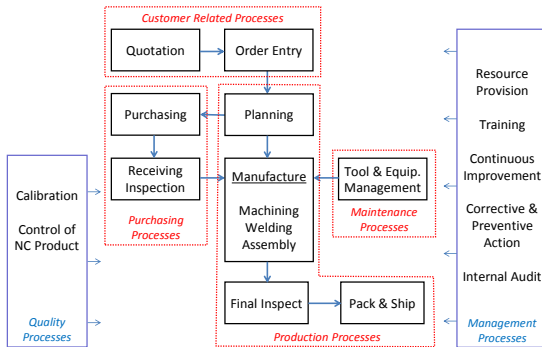 Customer Related Processes
Quotation
Order Entry
Purchasing
Planning
Receiving
Inspection
Purchasing
Processes
Manufacture
Machining
Welding
Assembly
Tool & Equip.
Management
Maintenance
Processes
Final Inspect
Pack & Ship
Production Processes
Calibration
Control of
NC Product
Quality
Processes
Resource
Provision
Training
Continuous
Improvement
Corrective &
Preventive
Action
Internal Audit
Management
Processes